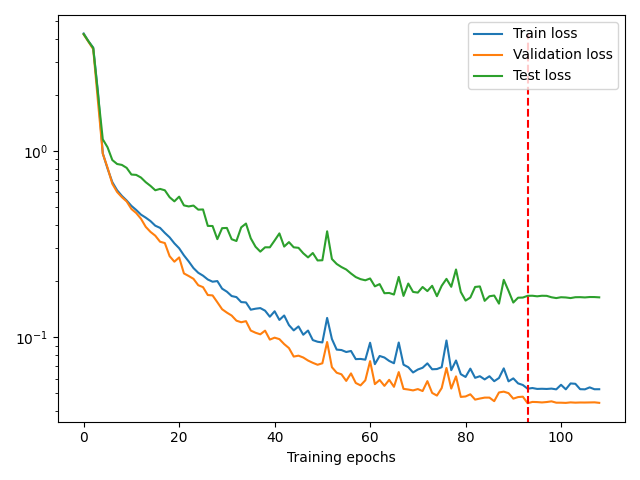 Train loss
Validation loss
Test loss
10⁰
10⁻¹
0 20 40 60 80 100
Training epochs